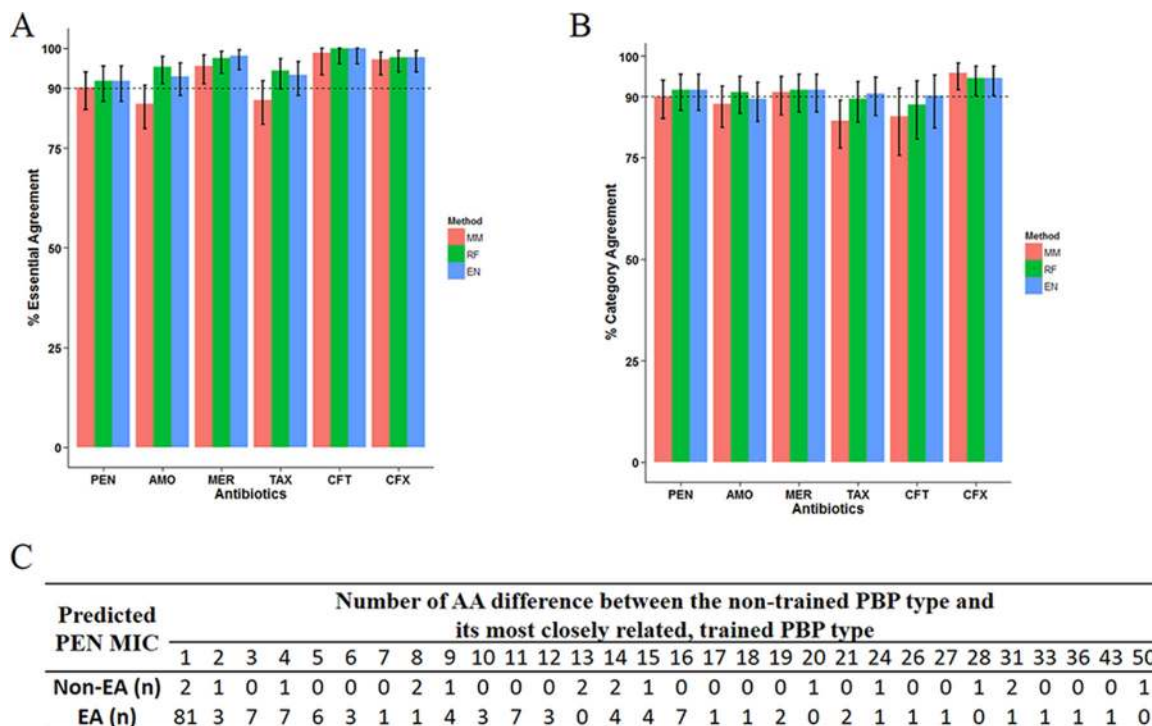 A
100
90
75
50
25
0
% Essential Agreement
PEN AMO MER TAX CFT CFX
Antibiotics
Method
MM
RF
EN
B
100
90
75
50
25
0
% Category Agreement
PEN AMO MER TAX CFT CFX
Antibiotics
Method
MM
RF
EN
C
Predicted PEN MIC
Number of AA difference between the non-trained PBP type and
its most closely related, trained PBP type
1 2 3 4 5 6 7 8 9 10 11 12 13 14 15 16 17 18 19 20 21 24 26 27 28 31 33 36 43 50
Non-EA (n) 2 1 0 1 0 0 0 2 1 0 0 0 2 2 1 0 0 0 0 1 0 1 0 0 1 2 0 0 0 1
EA (n) 81 3 7 7 6 3 1 1 4 3 7 3 0 4 4 7 1 1 2 0 2 1 1 1 0 1 1 1 1 0